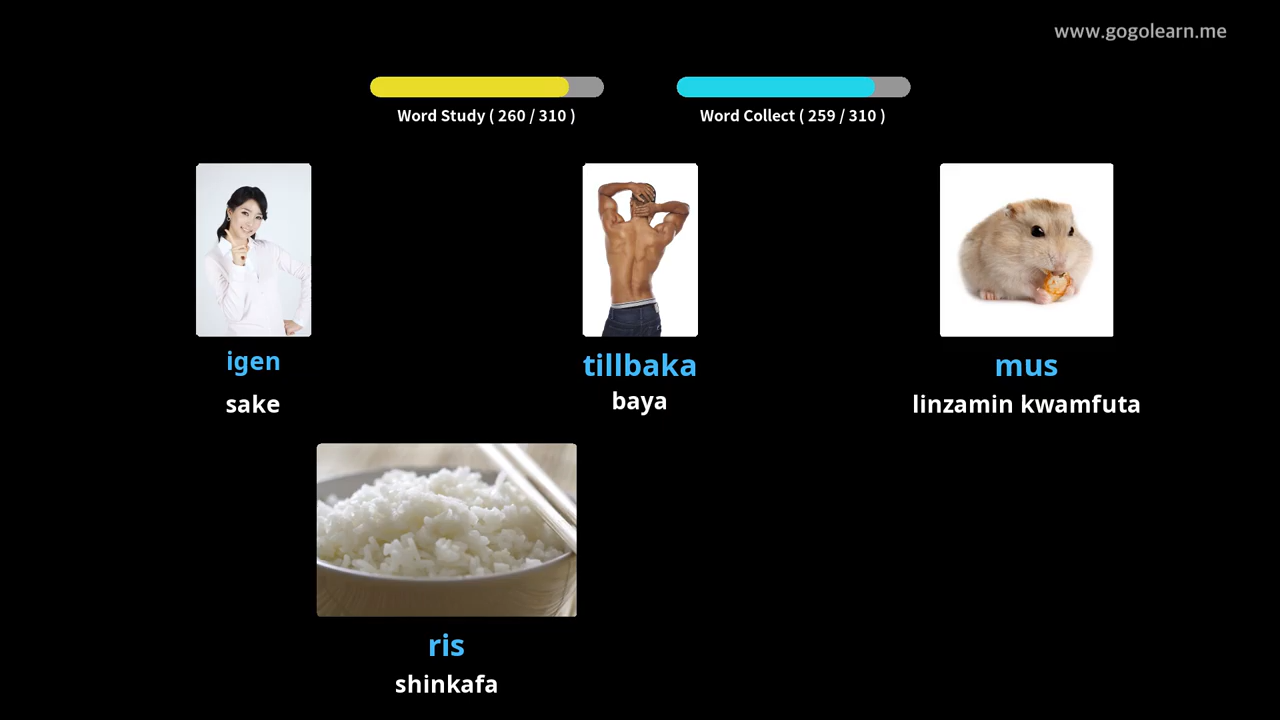 www.gogolearn.me
Word Study ( 260 / 310 )
Word Collect ( 259 / 310 )
igen
sake
tillbaka
baya
mus
linzamin kwamfuta
ris
shinkafa